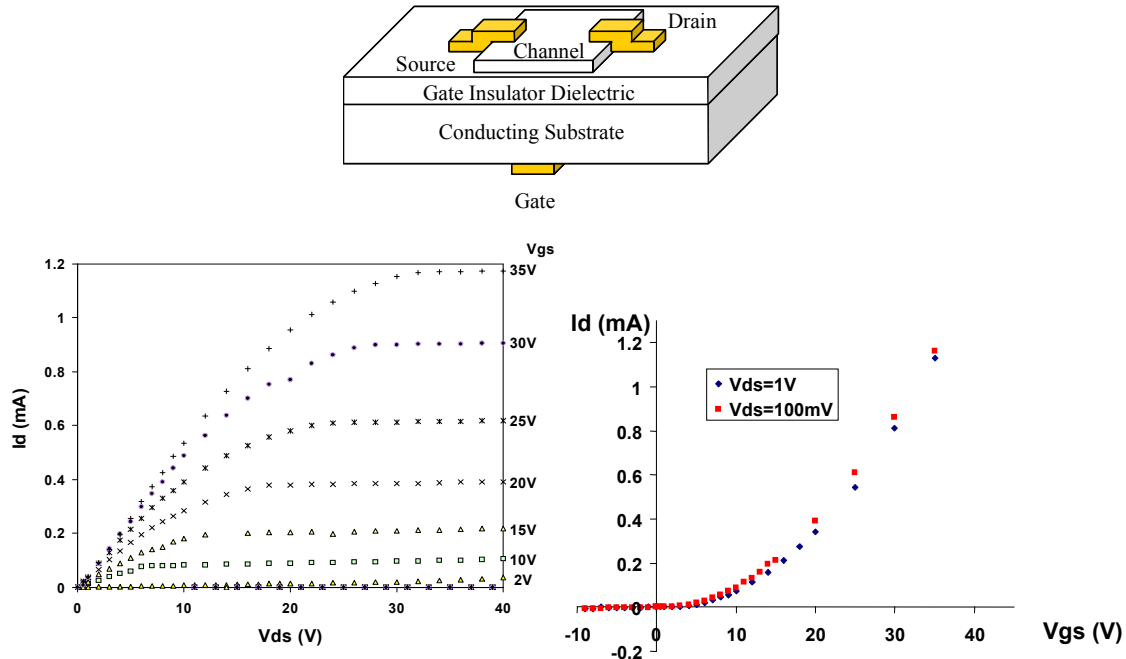 Drain
Channel
Source
Gate Insulator Dielectric
Conducting Substrate
Gate
Vgs
1.2
35V
1
30V
0.8
Id (mA)
0.6
25V
0.4
20V
0.2
15V
10V
0
2V
0 10 20 30 40
Vds (V)
Id (mA)
1.2
Vds=1V
Vds=100mV
1
0.8
0.6
0.4
0.2
0
-10 0 10 20 30 40
-0.2
Vgs (V)